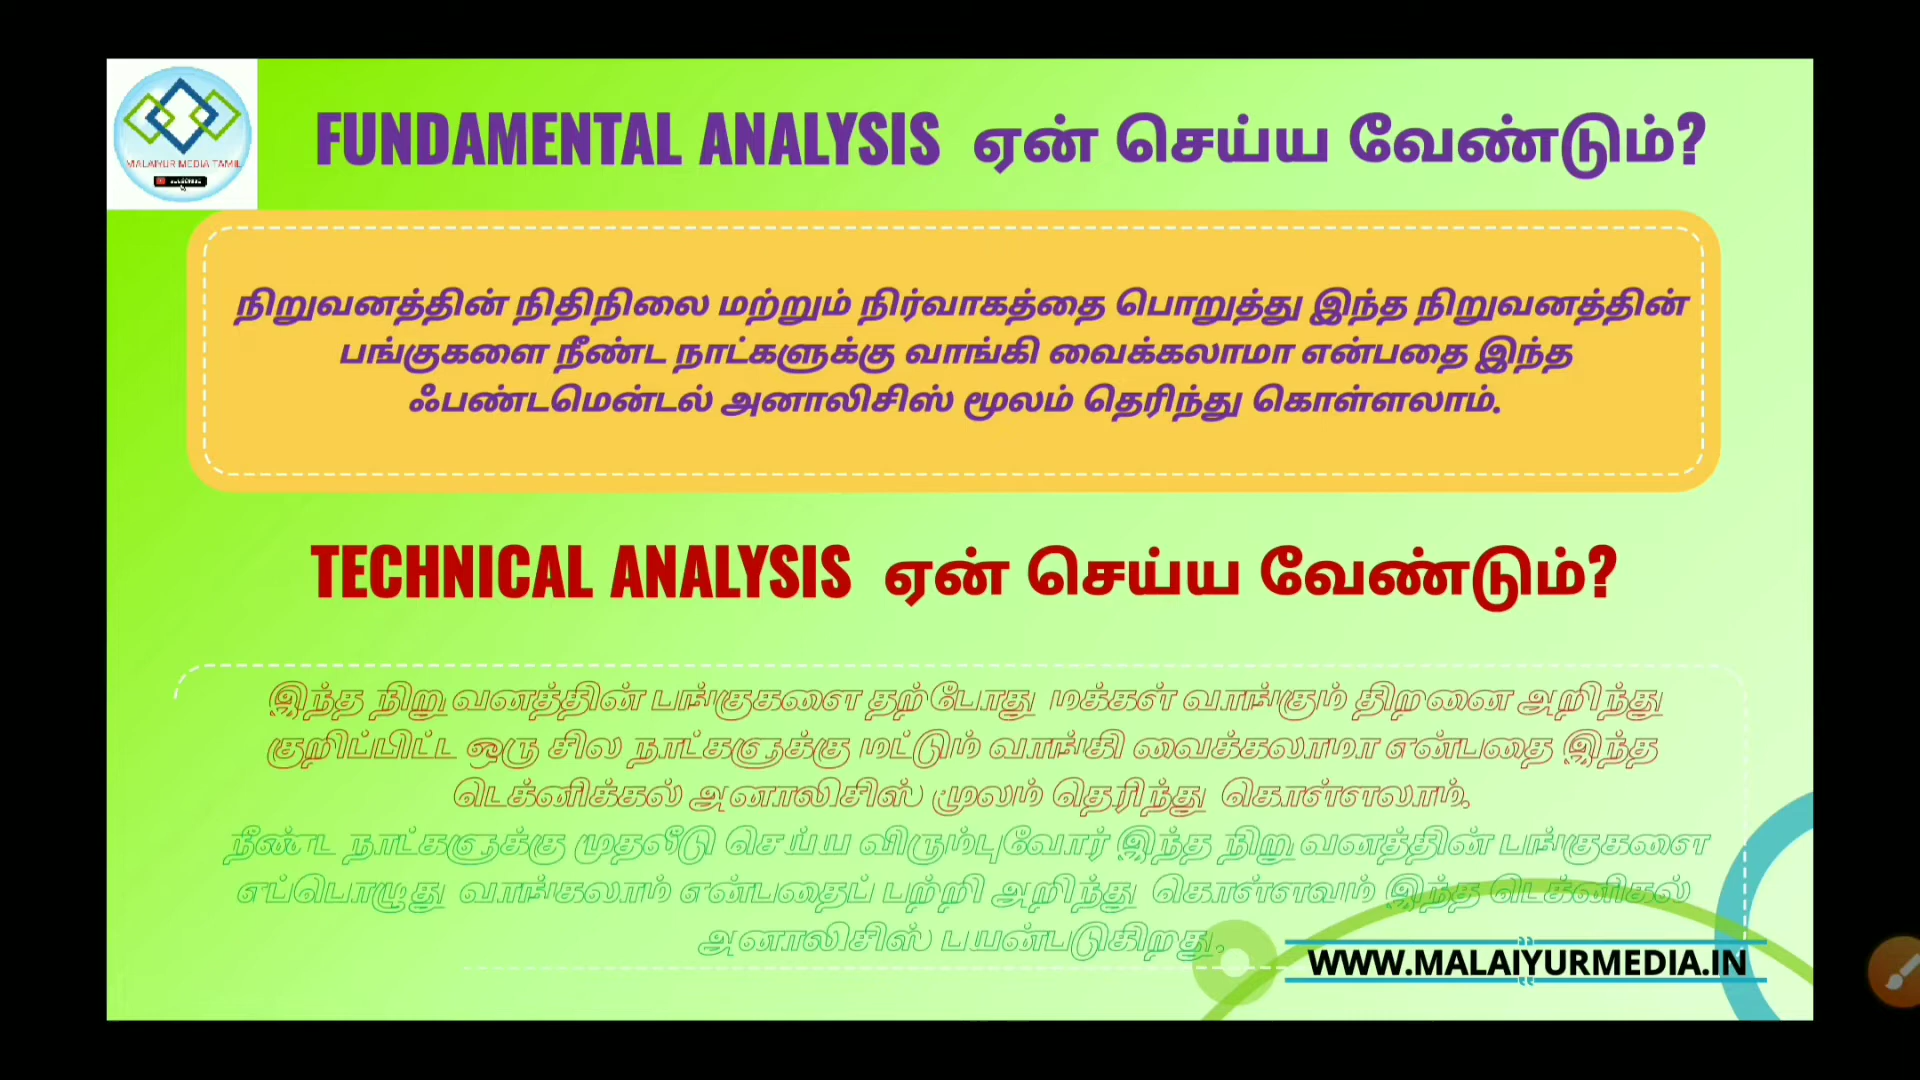 MALAIYUR MEDIA TAMIL
FUNDAMENTAL ANALYSIS ஏன் செய்ய வேண்டும்?
நிறுவனத்தின் நிதிநிலை மற்றும் நிர்வாகத்தை பொறுத்து இந்த நிறுவனத்தின்
பங்குகளை நீண்ட நாட்களுக்கு வாங்கி வைக்கலாமா என்பதை இந்த
ஃபண்டமென்டல் அனாலிசிஸ் மூலம் தெரிந்து கொள்ளலாம்.
TECHNICAL ANALYSIS ஏன் செய்ய வேண்டும்?
இந்த நிறுவனத்தின் பங்குகளை தற்போது மக்கள் வாங்கும் திறனை அறிந்து
குறிப்பிட்ட ஒரு சில நாட்களுக்கு மட்டும் வாங்கி வைக்கலாமா என்பதை இந்த
டெக்னிக்கல் அனாலிசிஸ் மூலம் தெரிந்து கொள்ளலாம்.
நீண்ட நாட்களுக்கு முதலீடு செய்ய விரும்புவோர் இந்த நிறுவனத்தின் பங்குகளை
எப்பொழுது வாங்கலாம் என்பதைப் பற்றி அறிந்து கொள்ளவும் இந்த டெக்னிகல்
அனாலிசிஸ் பயன்படுகிறது.
WWW.MALAIYURMEDIA.IN